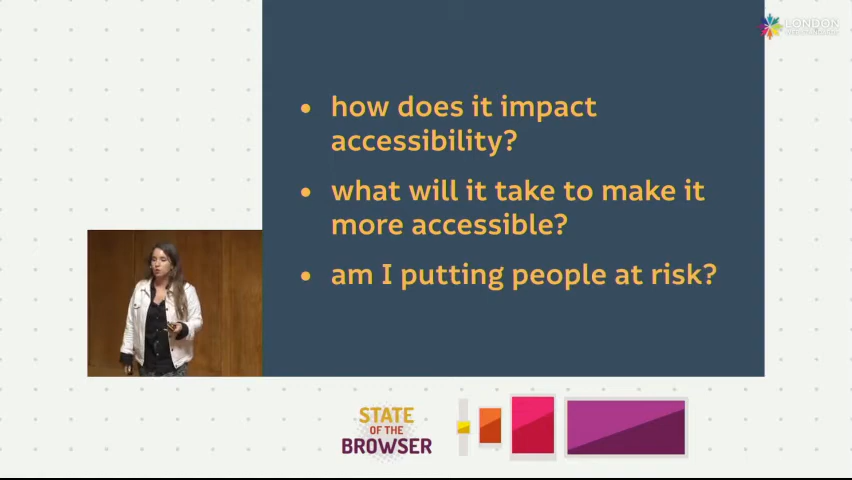 LONDON
how does it impact
accessibility?
what will it take to make it
more accessible?
am I putting people at risk?
STATE
OF THE
BROWSER